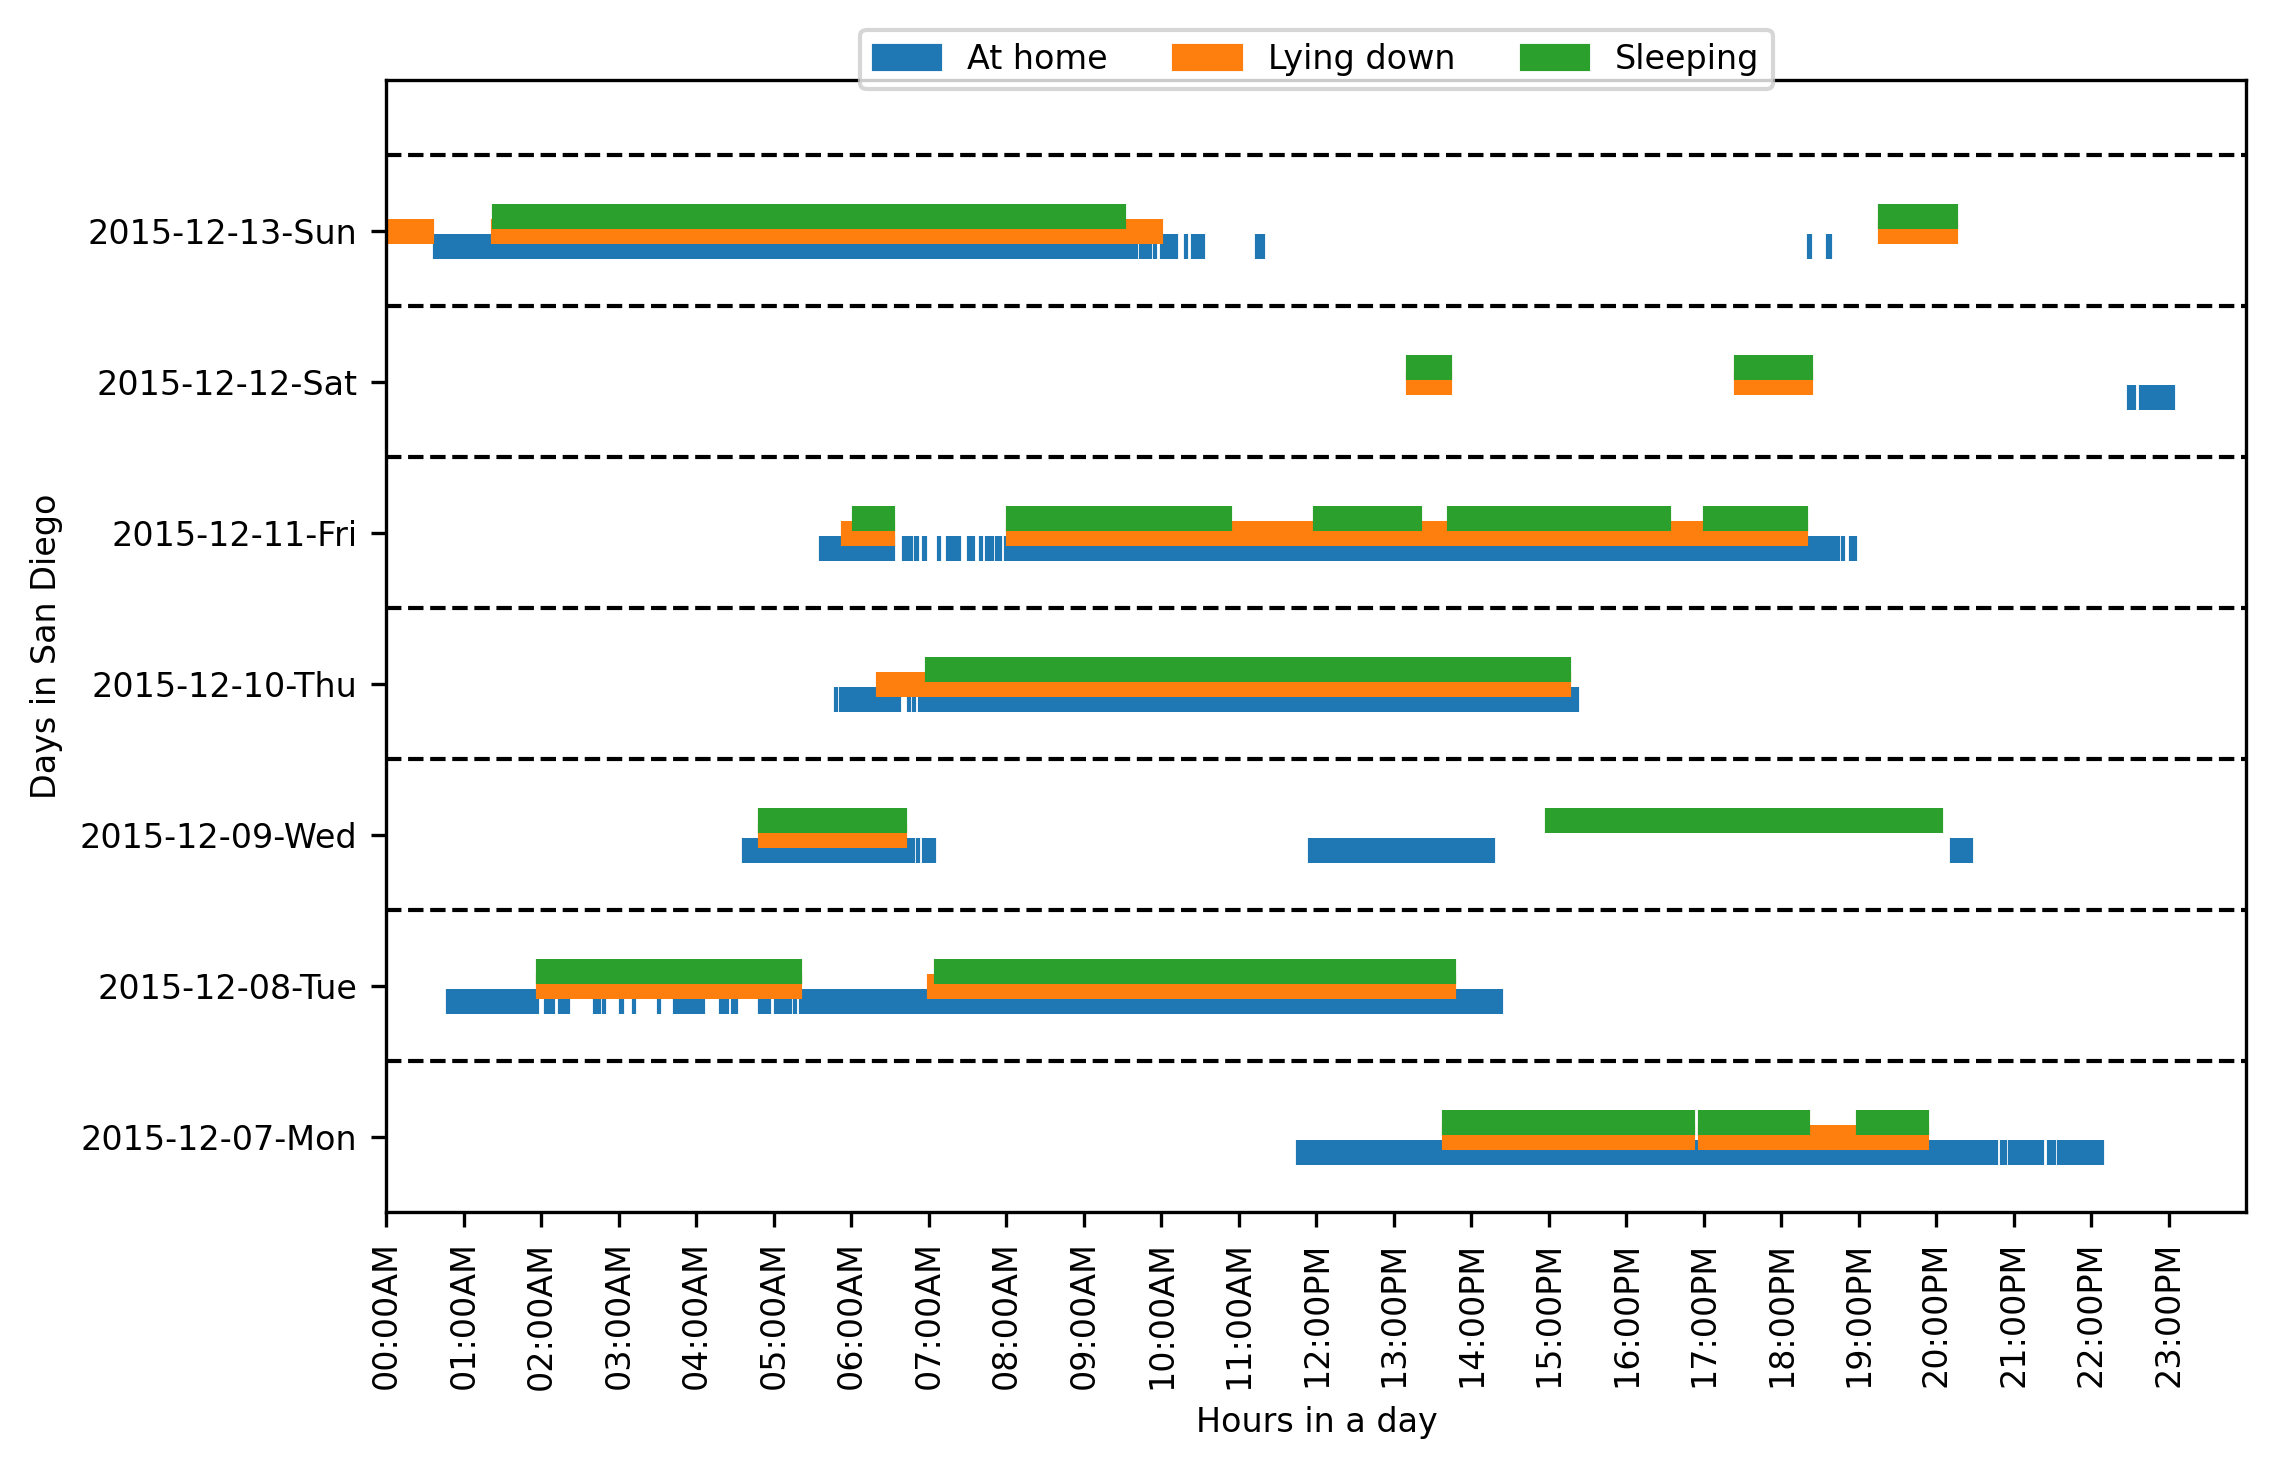 At home Lying down Sleeping
2015-12-13-Sun
2015-12-12-Sat
2015-12-11-Fri
2015-12-10-Thu
2015-12-09-Wed
2015-12-08-Tue
2015-12-07-Mon
Days in San Diego
00:00AM 01:00AM 02:00AM 03:00AM 04:00AM 05:00AM 06:00AM 07:00AM 08:00AM 09:00AM 10:00AM 11:00AM 12:00PM 13:00PM 14:00PM 15:00PM 16:00PM 17:00PM 18:00PM 19:00PM 20:00PM 21:00PM 22:00PM 23:00PM
Hours in a day